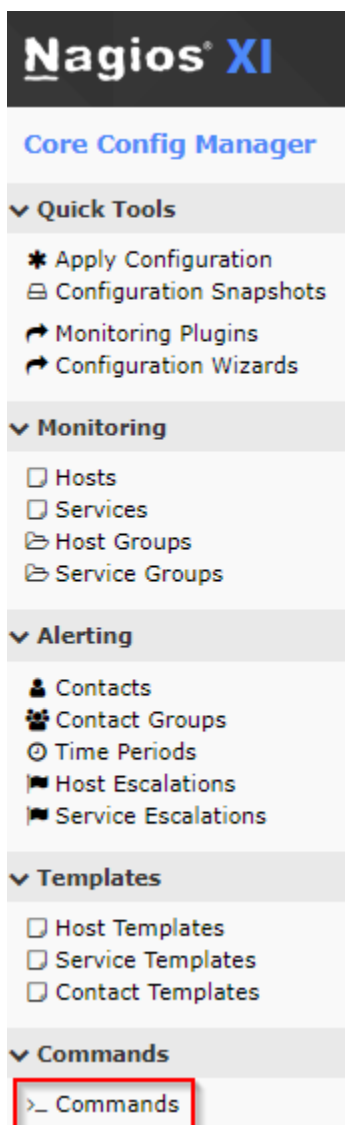 Nagios® XI
Core Config Manager
Quick Tools
Apply Configuration
Configuration Snapshots
Monitoring Plugins
Configuration Wizards
Monitoring
Hosts
Services
Host Groups
Service Groups
Alerting
Contacts
Contact Groups
Time Periods
Host Escalations
Service Escalations
Templates
Host Templates
Service Templates
Contact Templates
Commands
>_ Commands